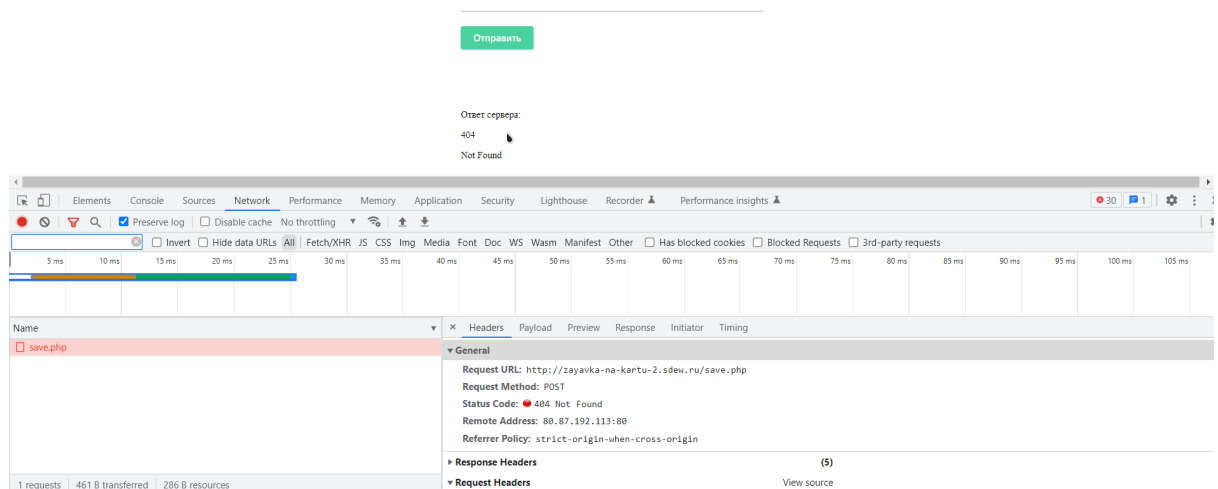 Отправить
Ответ сервера:
404
Not Found
Elements Console Sources Network Performance Memory Application Security Lighthouse Recorder Performance insights 30 1
Preserve log Disable cache No throttling
Invert Hide data URLs All Fetch/XHR JS CSS Img Media Font Doc WS Wasm Manifest Other Has blocked cookies Blocked Requests 3rd-party requests
5 ms 10 ms 15 ms 20 ms 25 ms 30 ms 35 ms 40 ms 45 ms 50 ms 55 ms 60 ms 65 ms 70 ms 75 ms 80 ms 85 ms 90 ms 95 ms 100 ms 105 ms
Name
× Headers Payload Preview Response Initiator Timing
save.php
General
Request URL: http://zayavka-na-kartu-2.sdew.ru/save.php
Request Method: POST
Status Code: 404 Not Found
Remote Address: 80.87.192.113:80
Referrer Policy: strict-origin-when-cross-origin
Response Headers (5)
Request Headers View source
1 requests 461 B transferred 286 B resources